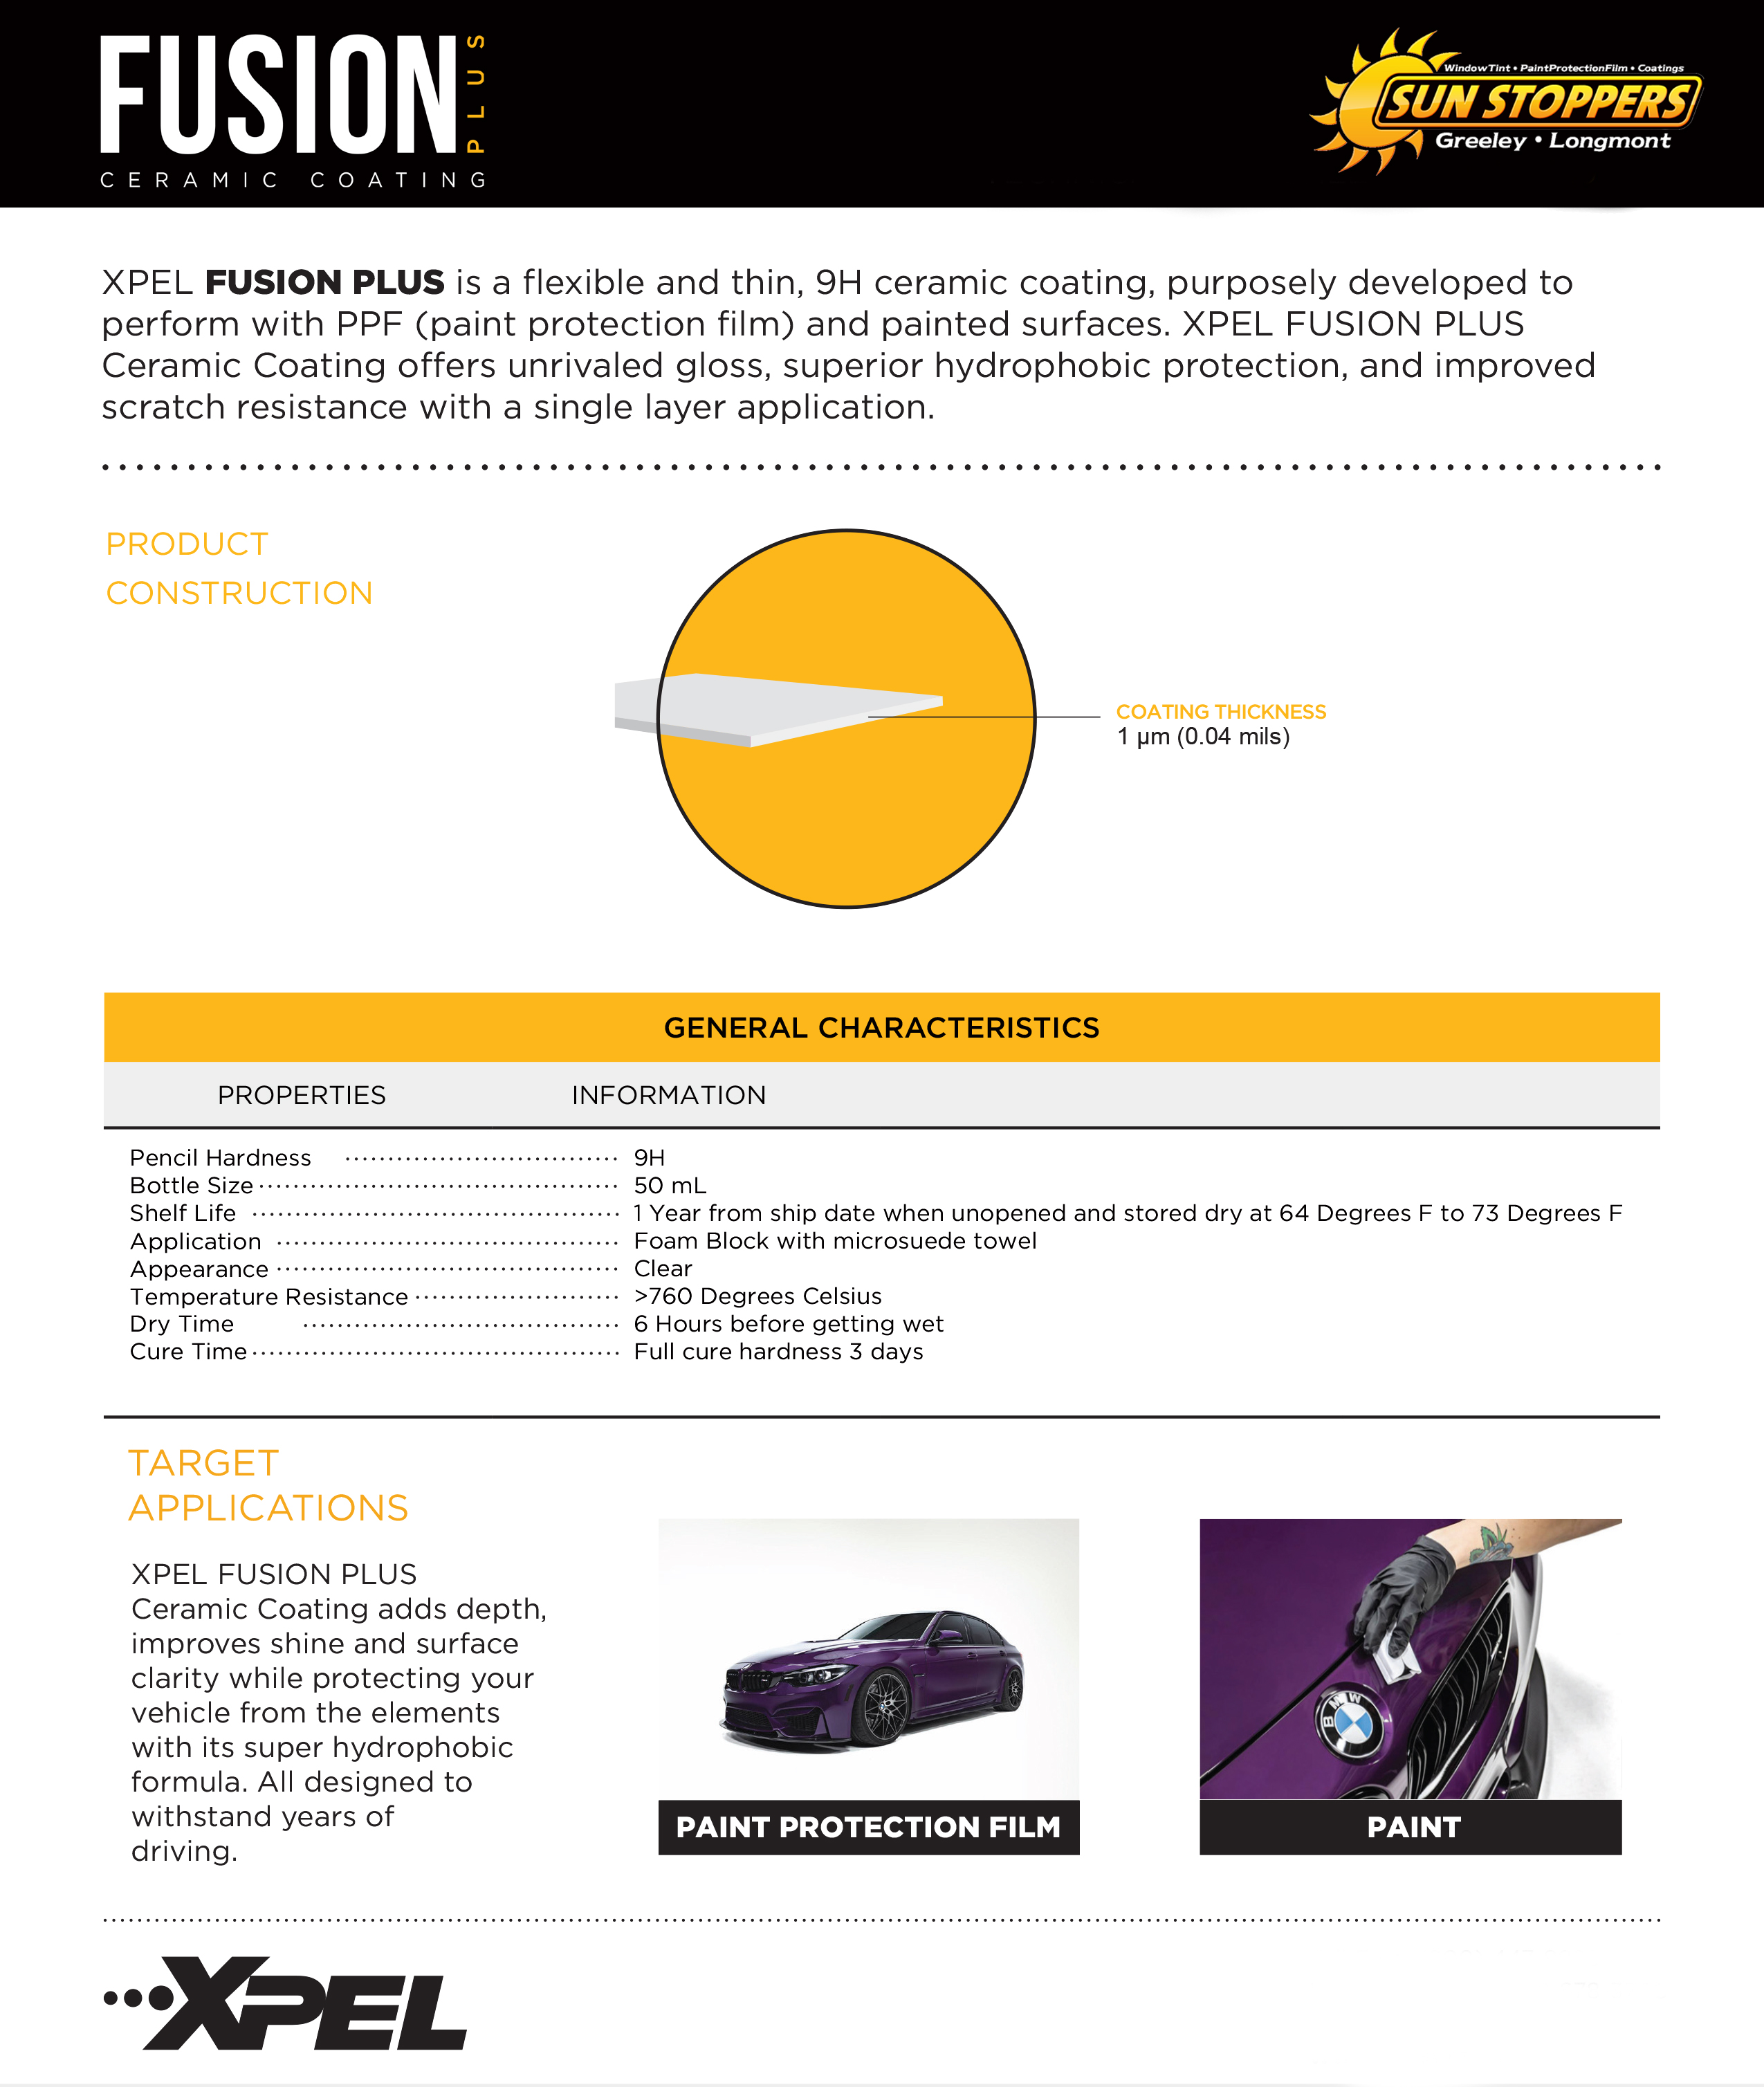 FUSION PLUS
CERAMIC COATING
WindowTint • PaintProtectionFilm • Coatings
SUN STOPPERS
Greeley • Longmont
XPEL FUSION PLUS is a flexible and thin, 9H ceramic coating, purposely developed to
perform with PPF (paint protection film) and painted surfaces. XPEL FUSION PLUS
Ceramic Coating offers unrivaled gloss, superior hydrophobic protection, and improved
scratch resistance with a single layer application.
PRODUCT
CONSTRUCTION
COATING THICKNESS
1 µm (0.04 mils)
GENERAL CHARACTERISTICS
PROPERTIES INFORMATION
Pencil Hardness 9H
Bottle Size 50 mL
Shelf Life 1 Year from ship date when unopened and stored dry at 64 Degrees F to 73 Degrees F
Application Foam Block with microsuede towel
Appearance Clear
Temperature Resistance >760 Degrees Celsius
Dry Time 6 Hours before getting wet
Cure Time Full cure hardness 3 days
TARGET
APPLICATIONS
XPEL FUSION PLUS
Ceramic Coating adds depth,
improves shine and surface
clarity while protecting your
vehicle from the elements
with its super hydrophobic
formula. All designed to
withstand years of
driving.
BMW
PAINT PROTECTION FILM
PAINT
XPEL